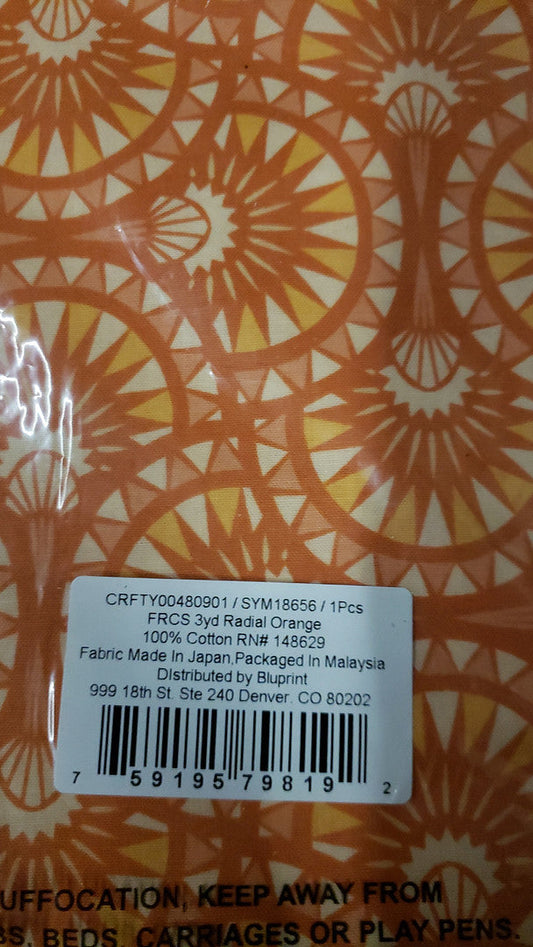 CRFTY00480901 / SYM18656 / 1Pcs
FRCS 3yd Radial Orange
100% Cotton RN# 148629
Fabric Made In Japan,Packaged In Malaysia
DIstributed by Bluprint
999 18th St. Ste 240 Denver. CO 80202
7 59195 79819 2
UFFOCATION, KEEP AWAY FROM
BS, BEDS, CARRIAGES OR PLAY PENS.